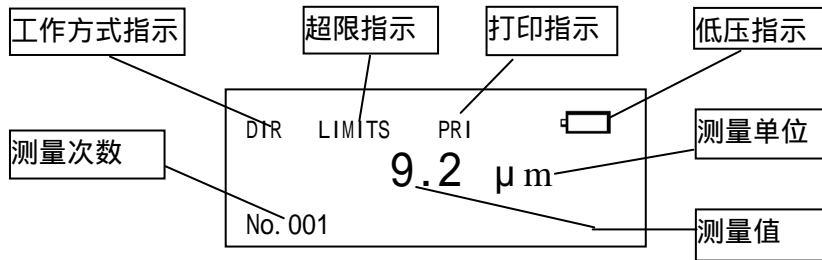 工作方式指示 超限指示 打印指示 低压指示
DIR LIMITS PRI
测量次数 测量单位
9.2 μm
No.001
测量值